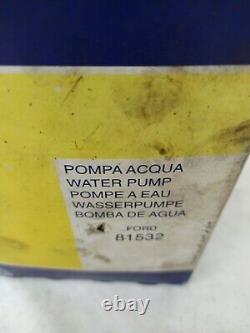 POMPA ACQUA
WATER PUMP
POMPE A EAU
WASSERPUMPE
BOMBA DE AGUA
FORD
81532